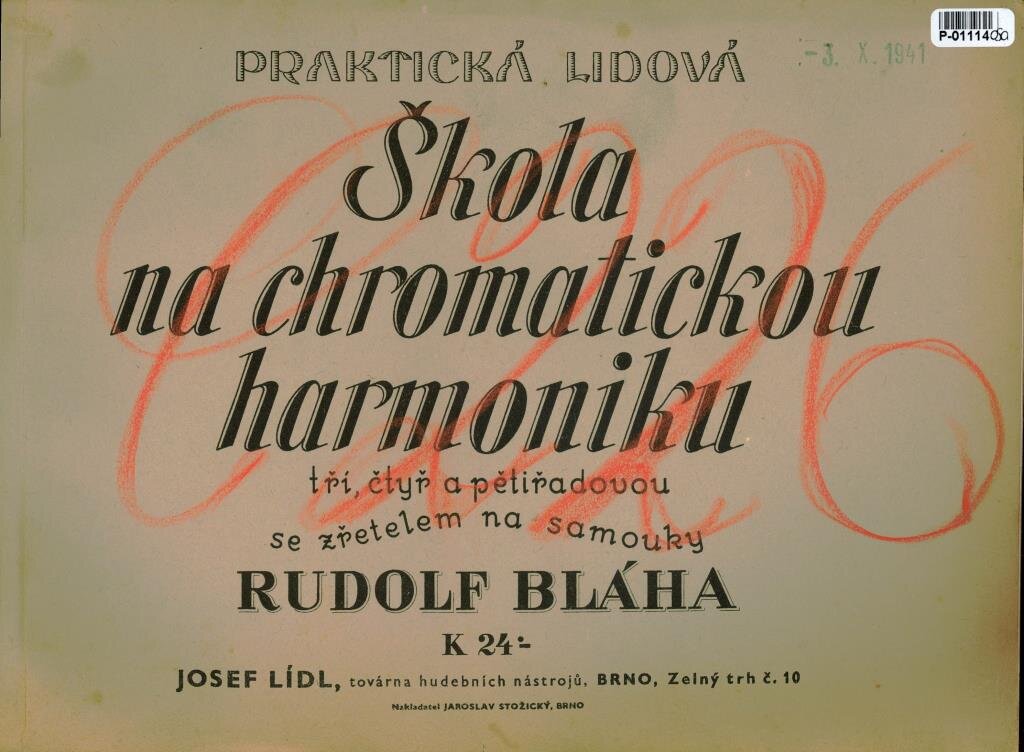 P-01114
-3. X. 1941
PRAKTICKÁ LIDOVÁ
Škola
na chromatickou
harmoniku
tří, čtyř a pětiřadovou
se zřetelem na samouky
RUDOLF BLÁHA
K 24·-
JOSEF LÍDL, továrna hudebních nástrojů, BRNO, Zelný trh č. 10
Nakladatel JAROSLAV STOŽICKÝ, BRNO